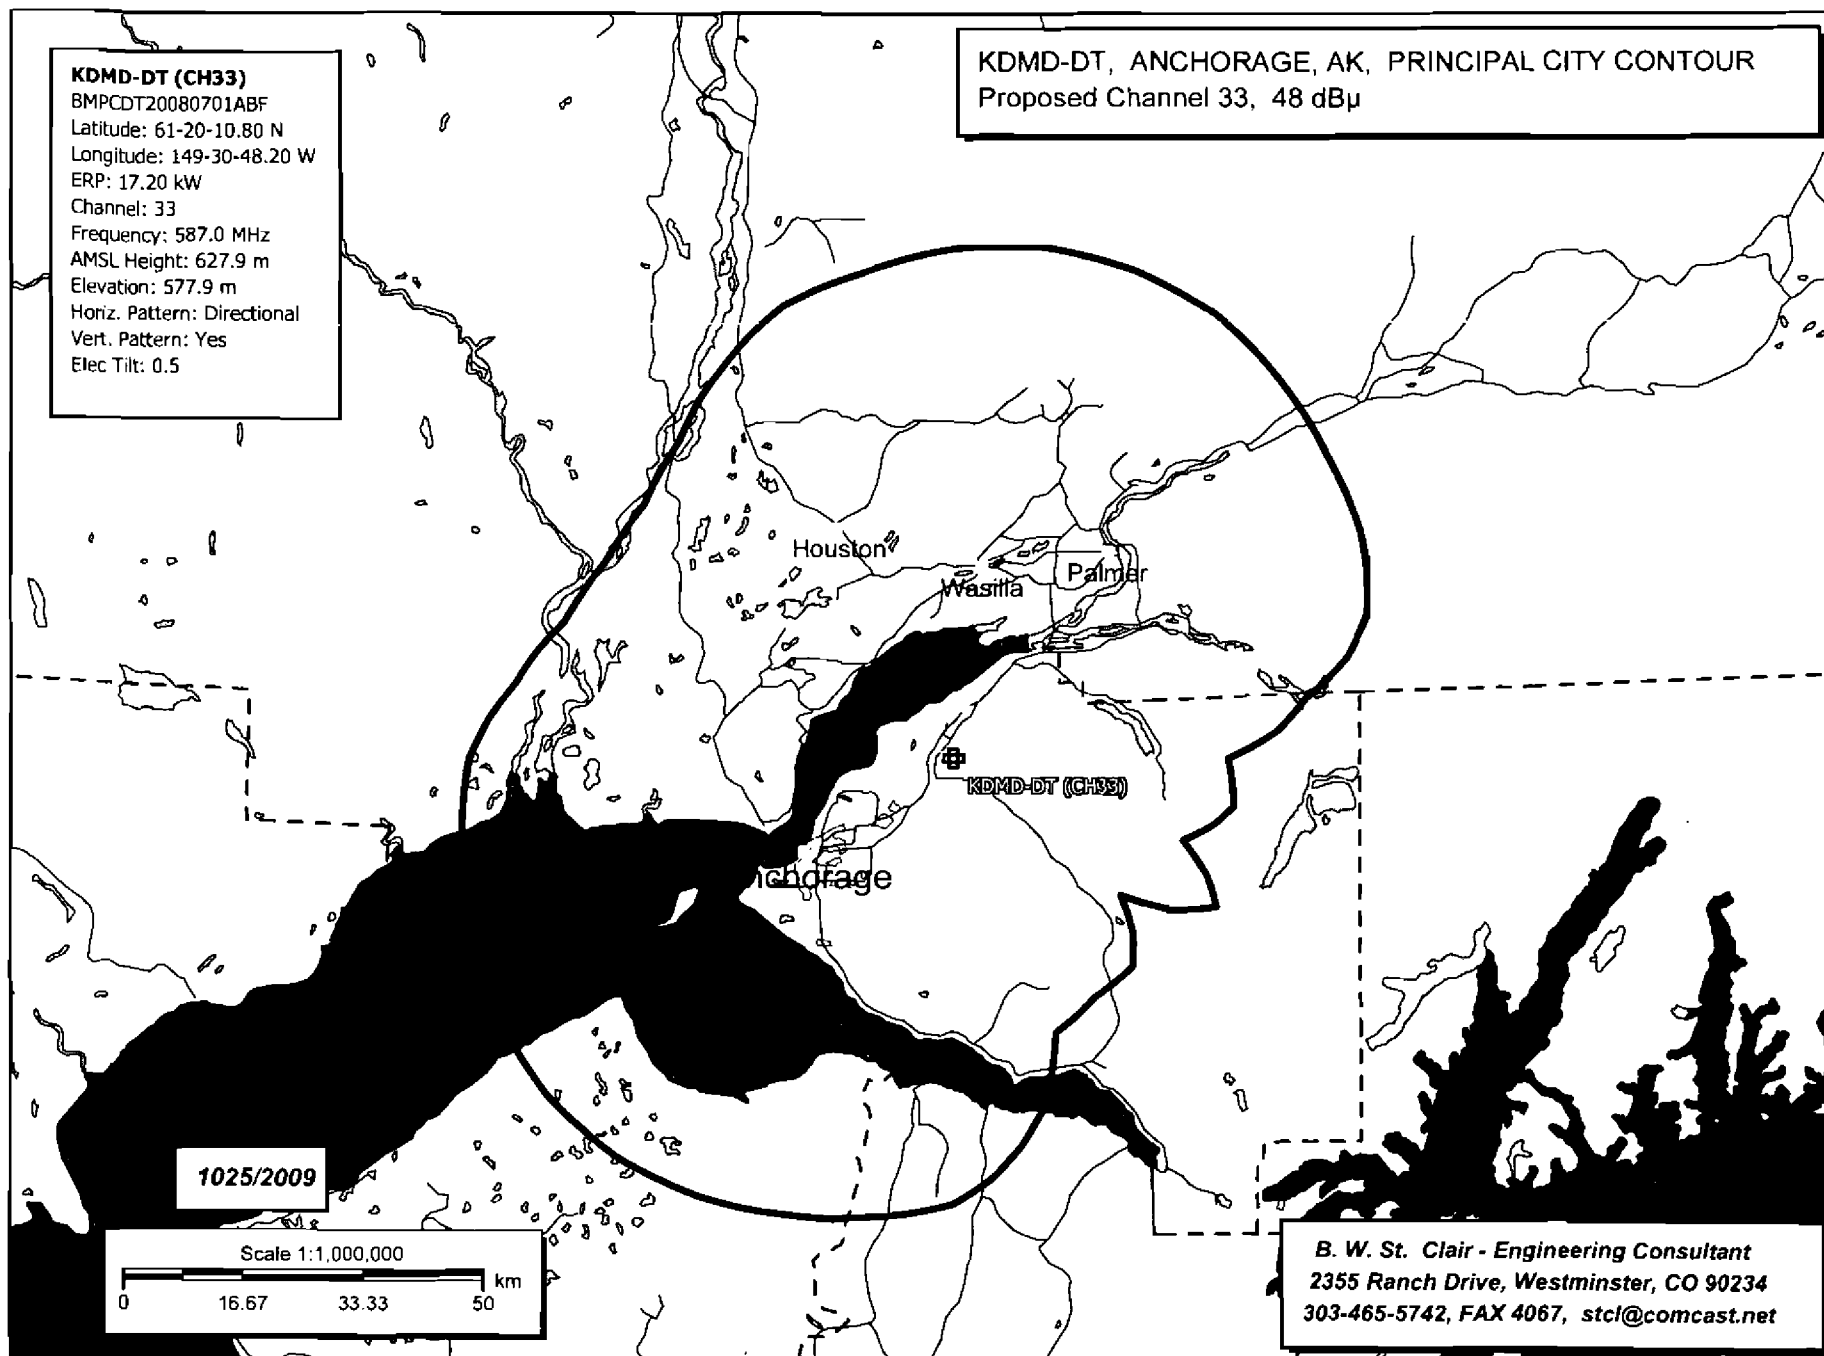 KDMD-DT (CH33)
BMPCDT20080701ABF
Latitude: 61-20-10.80 N
Longitude: 149-30-48.20 W
ERP: 17.20 kW
Channel: 33
Frequency: 587.0 MHz
AMSL Height: 627.9 m
Elevation: 577.9 m
Horiz. Pattern: Directional
Vert. Pattern: Yes
Elec Tilt: 0.5
KDMD-DT, ANCHORAGE, AK, PRINCIPAL CITY CONTOUR
Proposed Channel 33, 48 dBµ
Houston
Wasilla
Palmer
KDMD-DT (CH33)
nchorage
1025/2009
Scale 1:1,000,000
km
0 16.67 33.33 50
B. W. St. Clair - Engineering Consultant
2355 Ranch Drive, Westminster, CO 90234
303-465-5742, FAX 4067, stcl@comcast.net